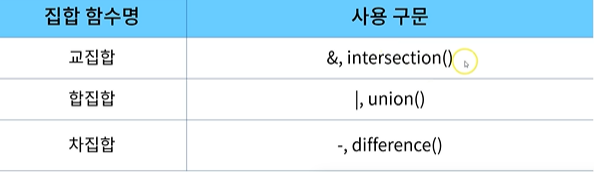 집합 함수명 사용 구문
교집합 &, intersection()
합집합 |, union()
차집합 -, difference()